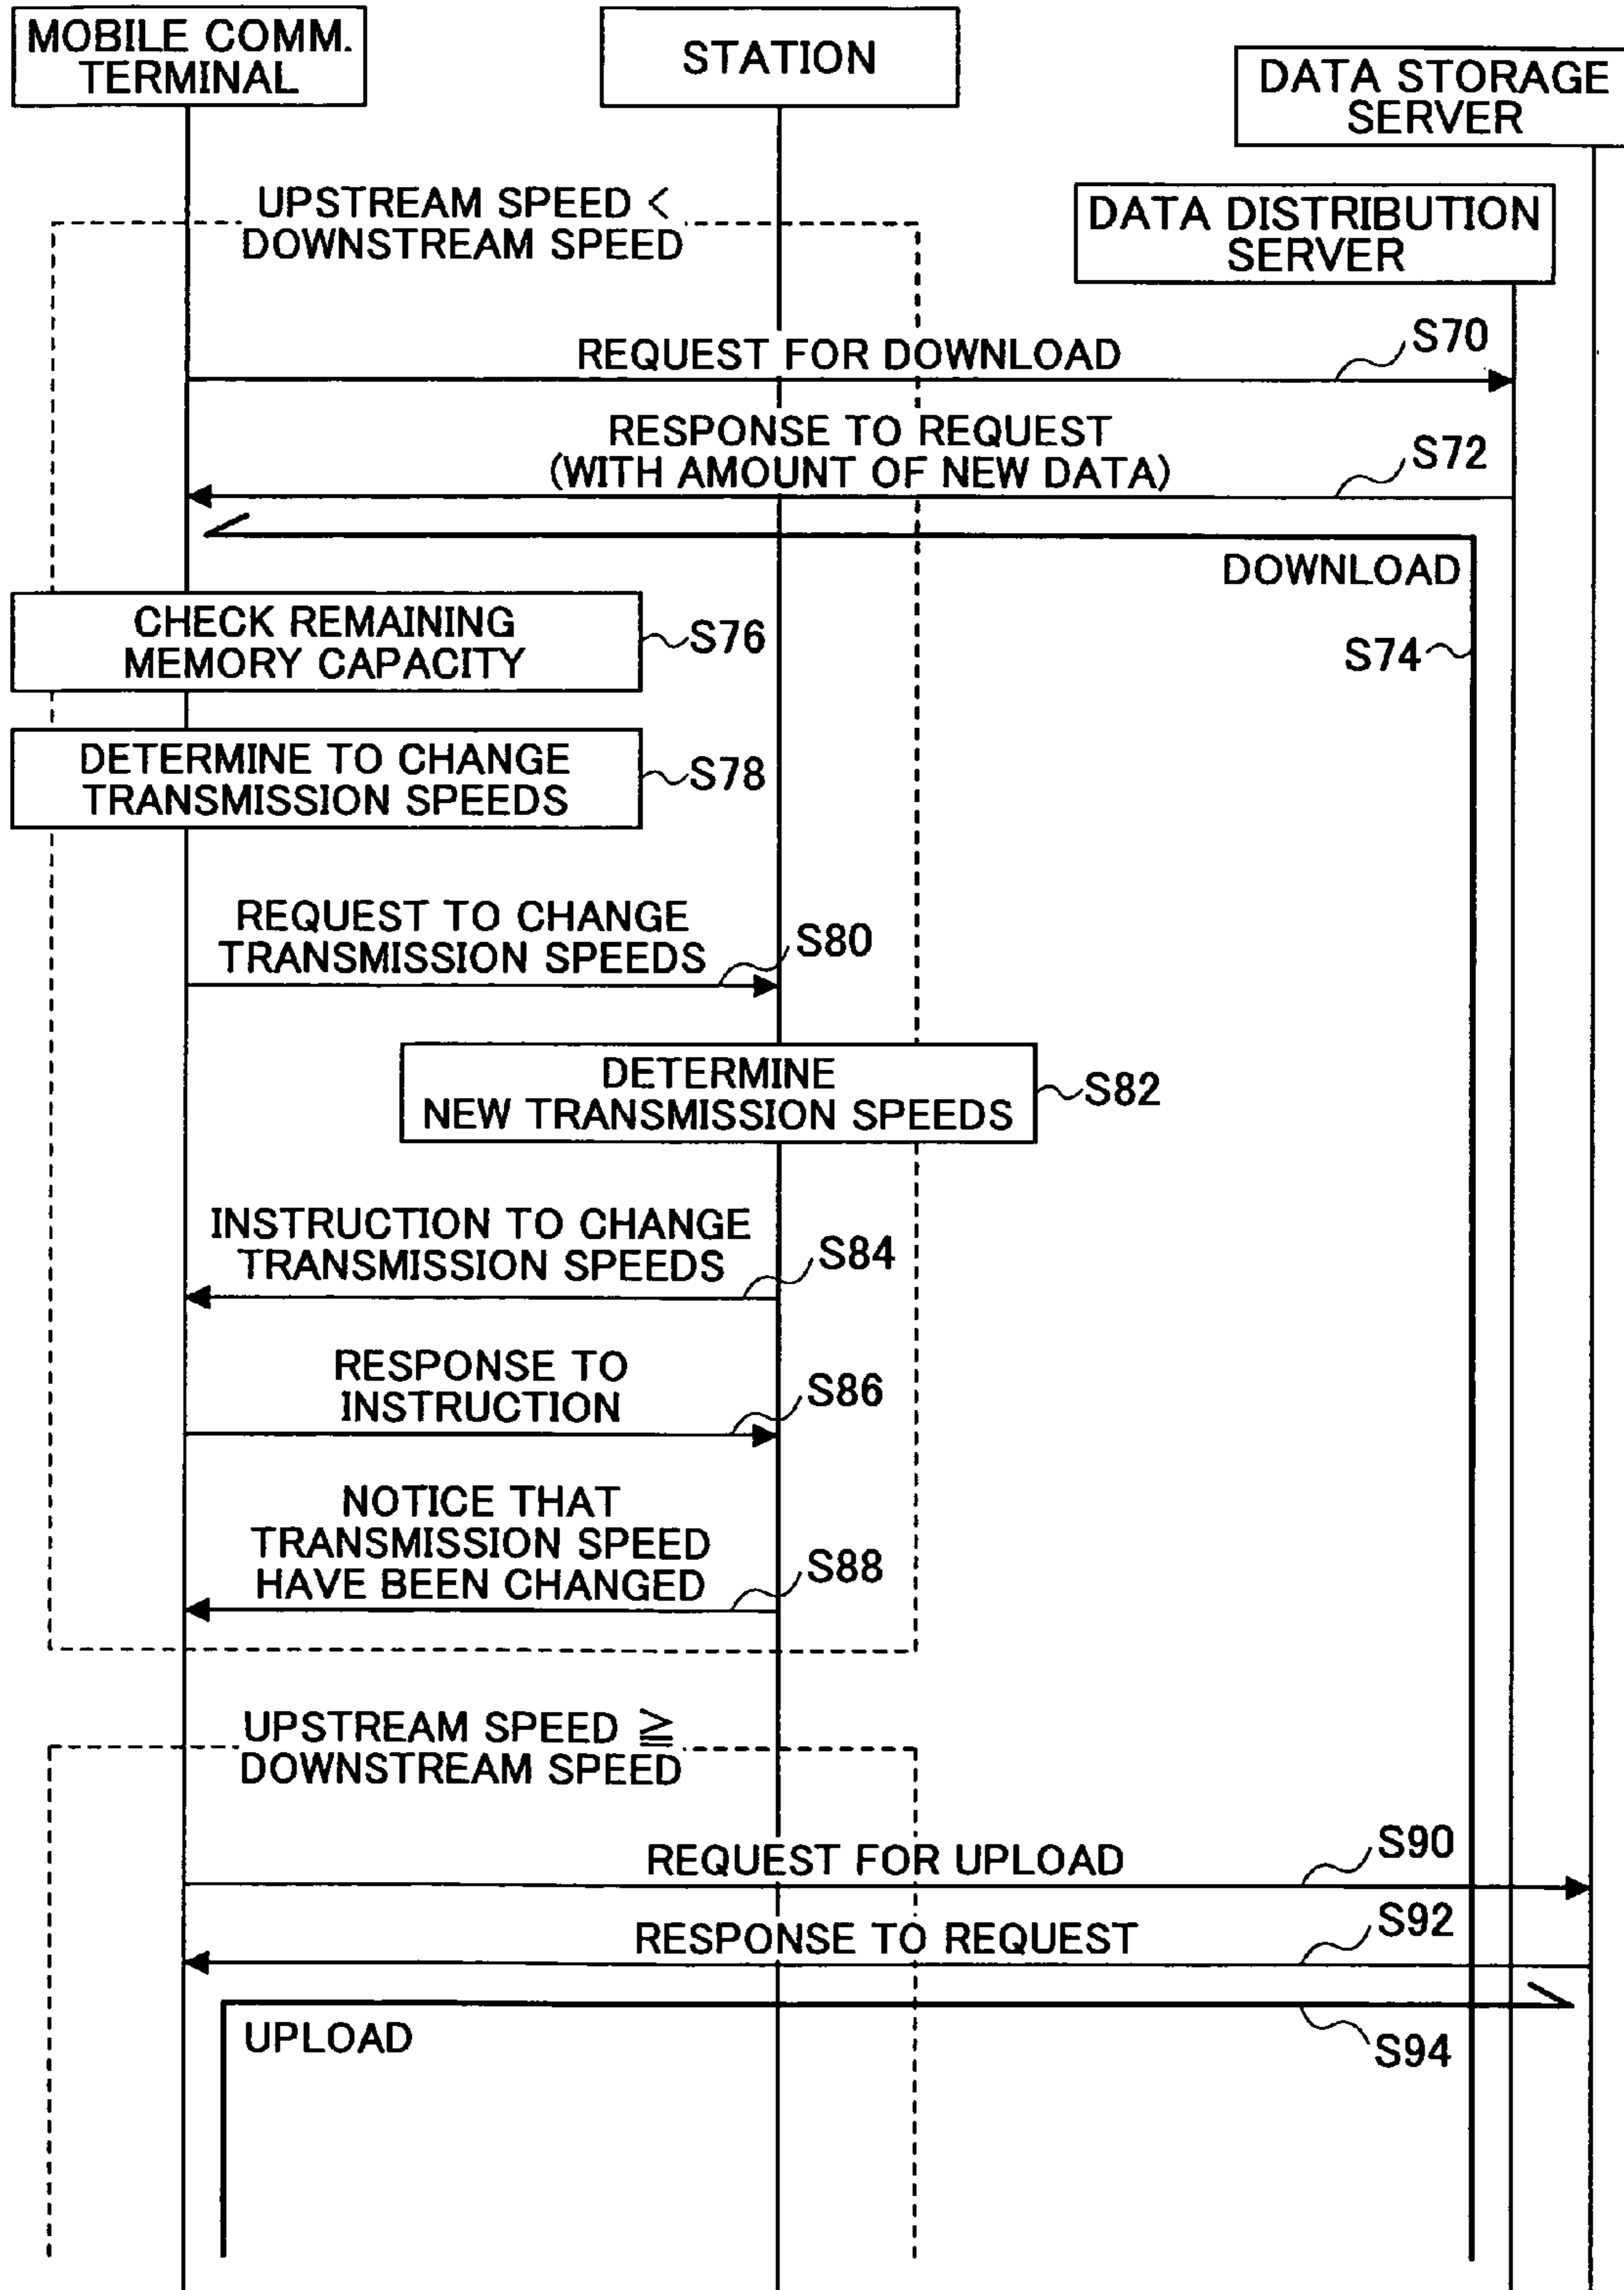 MOBILE COMM.
TERMINAL
STATION
DATA STORAGE
SERVER
DATA DISTRIBUTION
SERVER
UPSTREAM SPEED <
DOWNSTREAM SPEED
REQUEST FOR DOWNLOAD
S70
RESPONSE TO REQUEST
(WITH AMOUNT OF NEW DATA)
S72
DOWNLOAD
S74
CHECK REMAINING
MEMORY CAPACITY
S76
DETERMINE TO CHANGE
TRANSMISSION SPEEDS
S78
REQUEST TO CHANGE
TRANSMISSION SPEEDS
S80
DETERMINE
NEW TRANSMISSION SPEEDS
S82
INSTRUCTION TO CHANGE
TRANSMISSION SPEEDS
S84
RESPONSE TO
INSTRUCTION
S86
NOTICE THAT
TRANSMISSION SPEED
HAVE BEEN CHANGED
S88
UPSTREAM SPEED ≧
DOWNSTREAM SPEED
REQUEST FOR UPLOAD
S90
RESPONSE TO REQUEST
S92
UPLOAD
S94